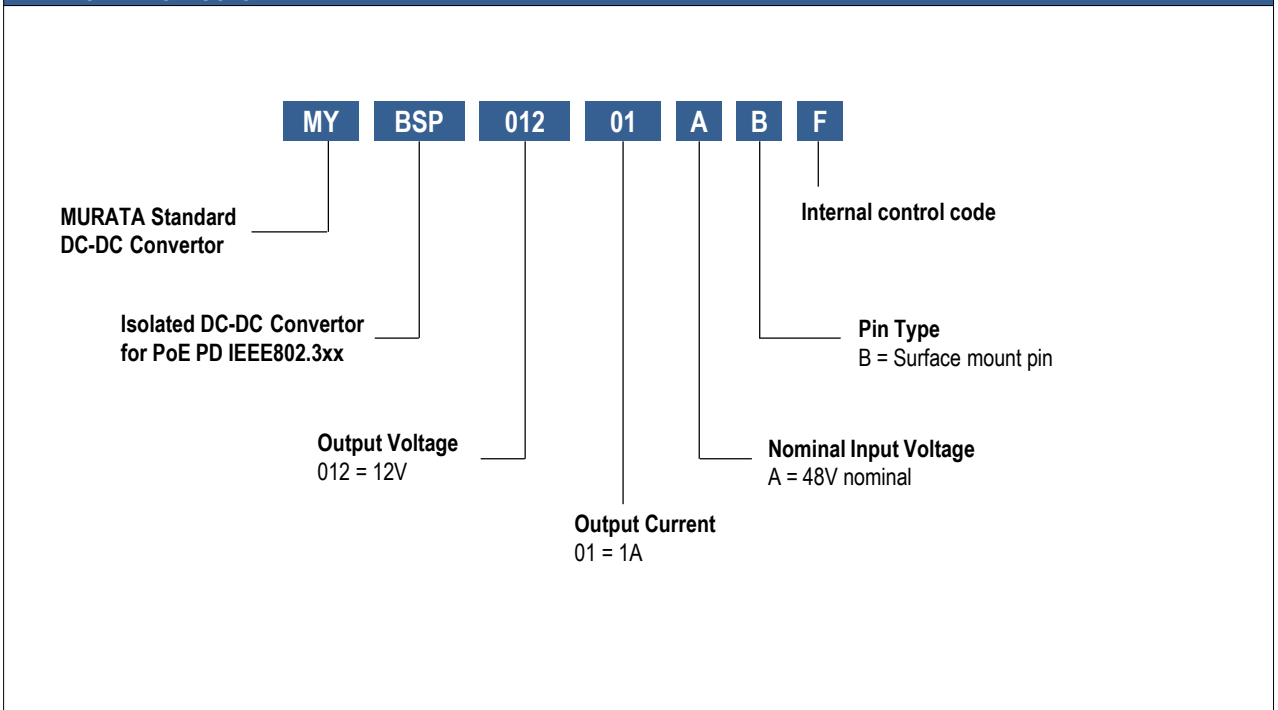 MY BSP 012 01 A B F
MURATA Standard
DC-DC Convertor
Internal control code
Isolated DC-DC Convertor
for PoE PD IEEE802.3xx
Pin Type
B = Surface mount pin
Output Voltage
012 = 12V
Nominal Input Voltage
A = 48V nominal
Output Current
01 = 1A